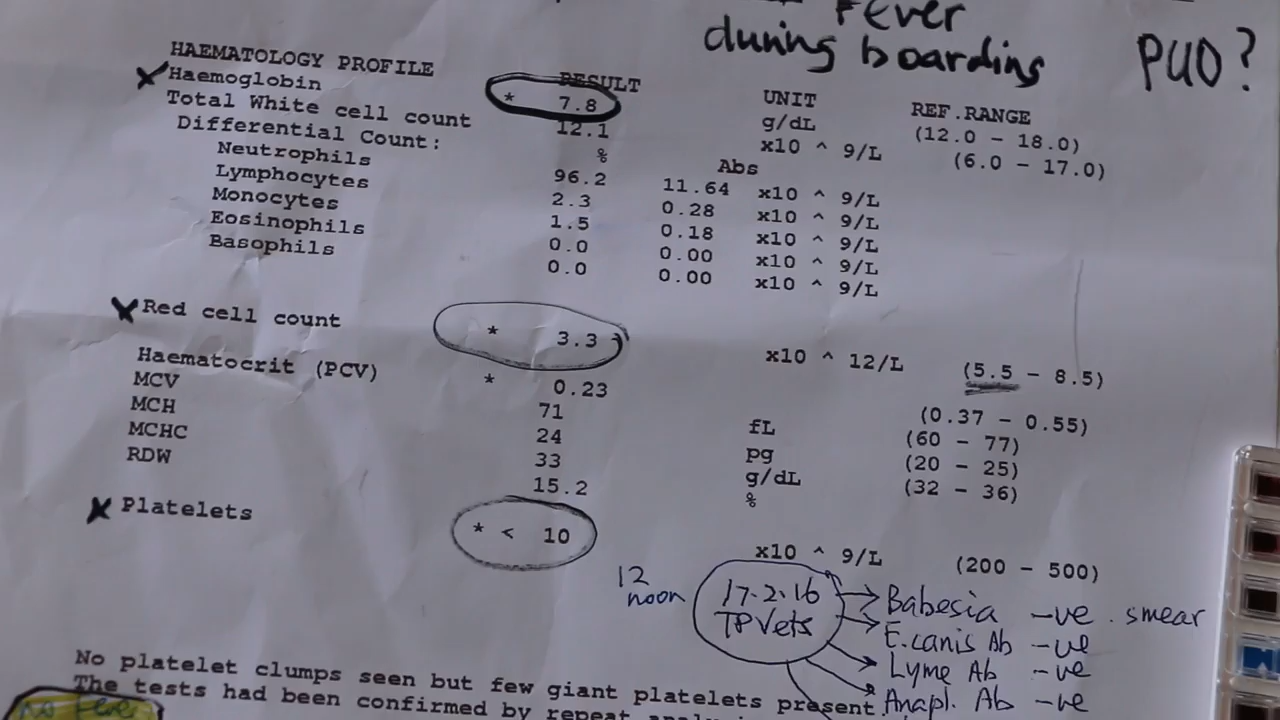 Fever
during boarding PUO?
HAEMATOLOGY PROFILE RESULT UNIT REF.RANGE
Haemoglobin * 7.8 g/dL (12.0 - 18.0)
Total White cell count 12.1 x10 ^ 9/L (6.0 - 17.0)
Differential Count: % Abs
Neutrophils 96.2 11.64 x10 ^ 9/L
Lymphocytes 2.3 0.28 x10 ^ 9/L
Monocytes 1.5 0.18 x10 ^ 9/L
Eosinophils 0.0 0.00 x10 ^ 9/L
Basophils 0.0 0.00 x10 ^ 9/L
Red cell count * 3.3 x10 ^ 12/L (5.5 - 8.5)
Haematocrit (PCV) * 0.23 (0.37 - 0.55)
MCV 71 fL (60 - 77)
MCH 24 pg (20 - 25)
MCHC 33 g/dL (32 - 36)
RDW 15.2 %
Platelets * < 10 x10 ^ 9/L (200 - 500)
12 noon 17.2.16 TPVets
Babesia -ve . smear
E.canis Ab -ve
Lyme Ab -ve
Anapl. Ab -ve
No platelet clumps seen but few giant platelets present.
The tests had been confirmed by repeat
no fever